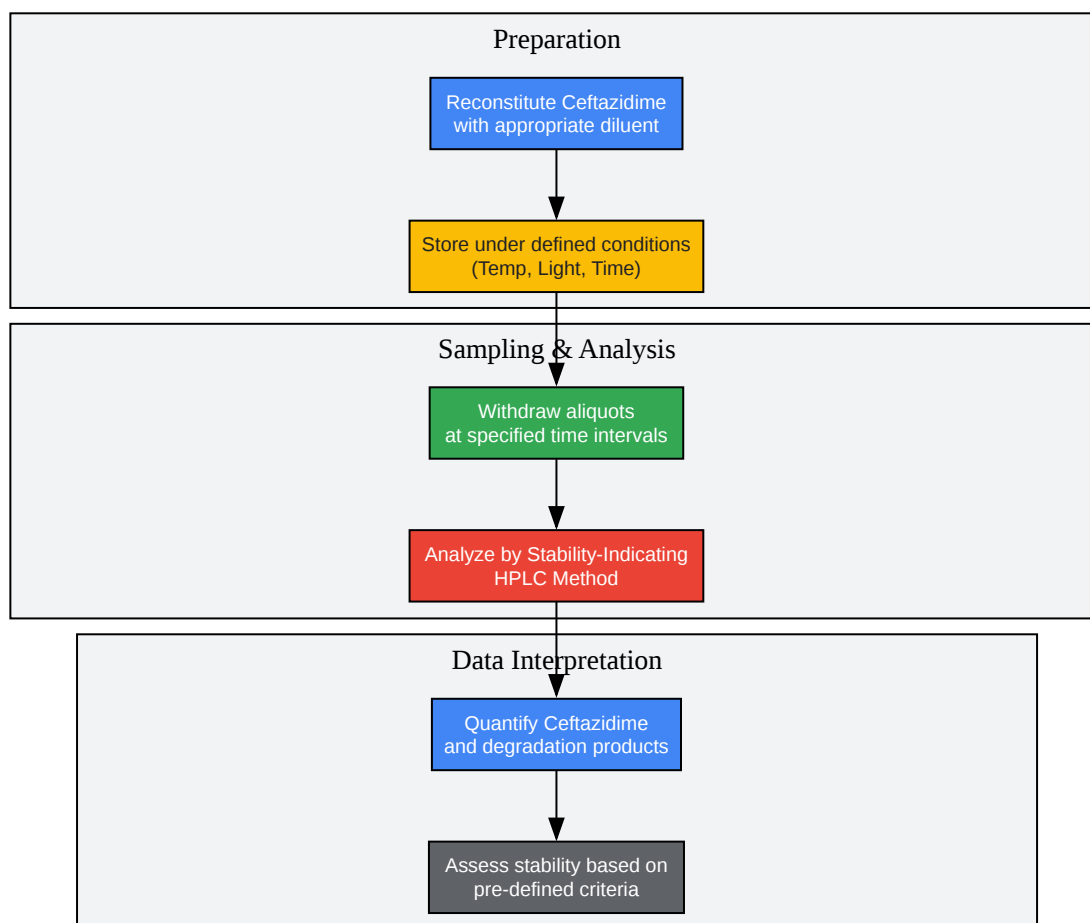 Preparation
Reconstitute Ceftazidime
with appropriate diluent
Store under defined conditions
(Temp, Light, Time)
Sampling & Analysis
Withdraw aliquots
at specified time intervals
Analyze by Stability-Indicating
HPLC Method
Data Interpretation
Quantify Ceftazidime
and degradation products
Assess stability based on
pre-defined criteria